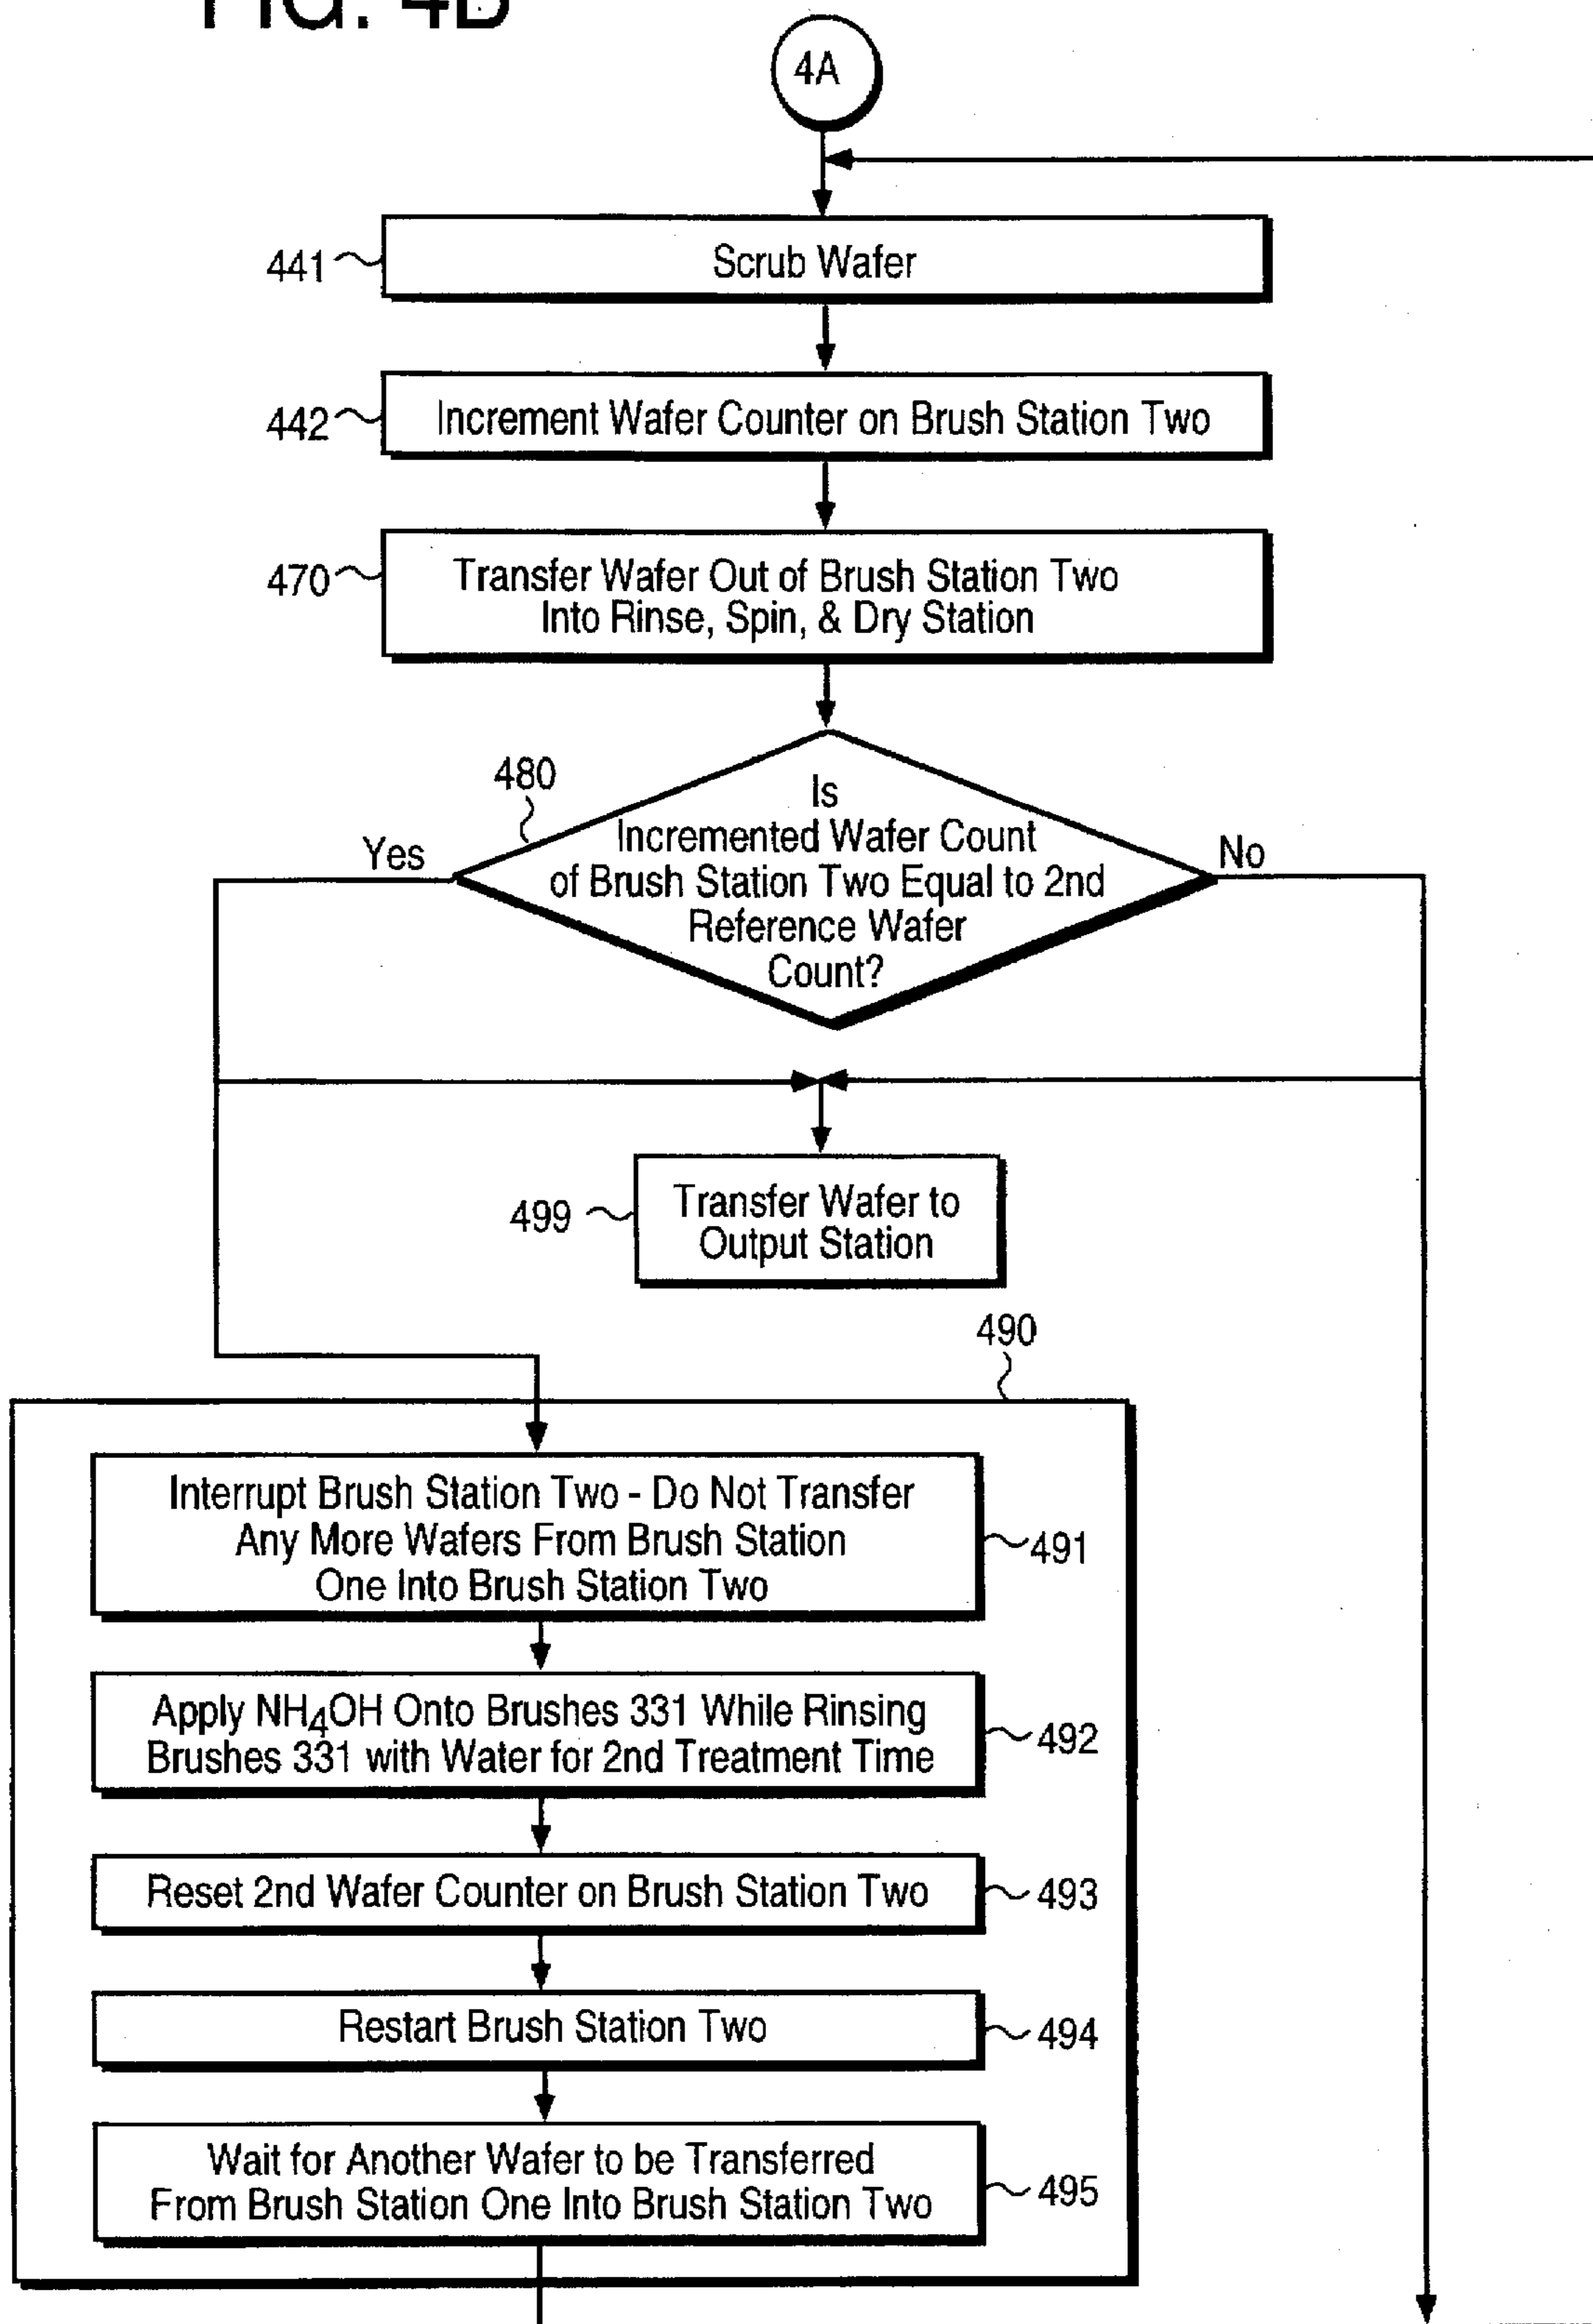 FIG. 4B
4A
441
Scrub Wafer
442
Increment Wafer Counter on Brush Station Two
470
Transfer Wafer Out of Brush Station Two
Into Rinse, Spin, & Dry Station
480
Is
Incremented Wafer Count
of Brush Station Two Equal to 2nd
Reference Wafer
Count?
Yes
No
499
Transfer Wafer to
Output Station
490
Interrupt Brush Station Two - Do Not Transfer
Any More Wafers From Brush Station
One Into Brush Station Two
491
Apply NH₄OH Onto Brushes 331 While Rinsing
Brushes 331 with Water for 2nd Treatment Time
492
Reset 2nd Wafer Counter on Brush Station Two
493
Restart Brush Station Two
494
Wait for Another Wafer to be Transferred
From Brush Station One Into Brush Station Two
495